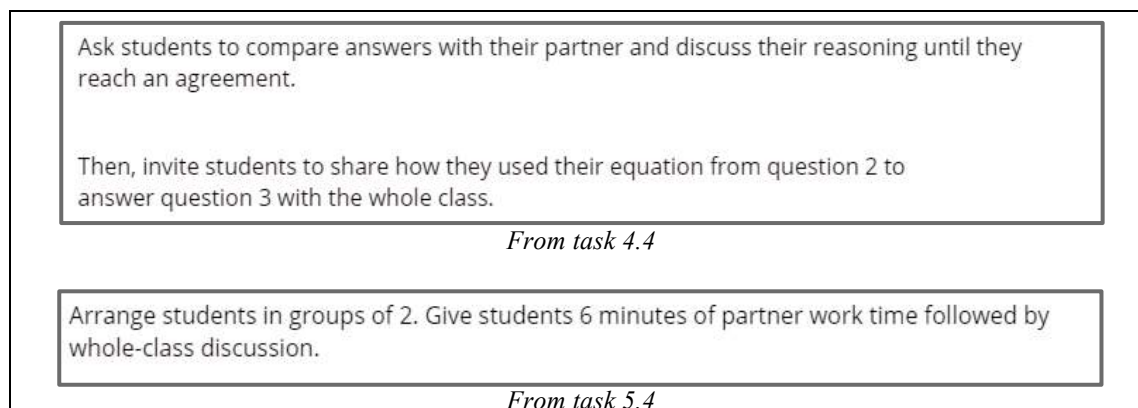 Ask students to compare answers with their partner and discuss their reasoning until they
reach an agreement.
Then, invite students to share how they used their equation from question 2 to
answer question 3 with the whole class.
From task 4.4
Arrange students in groups of 2. Give students 6 minutes of partner work time followed by
whole-class discussion.
From task 5.4